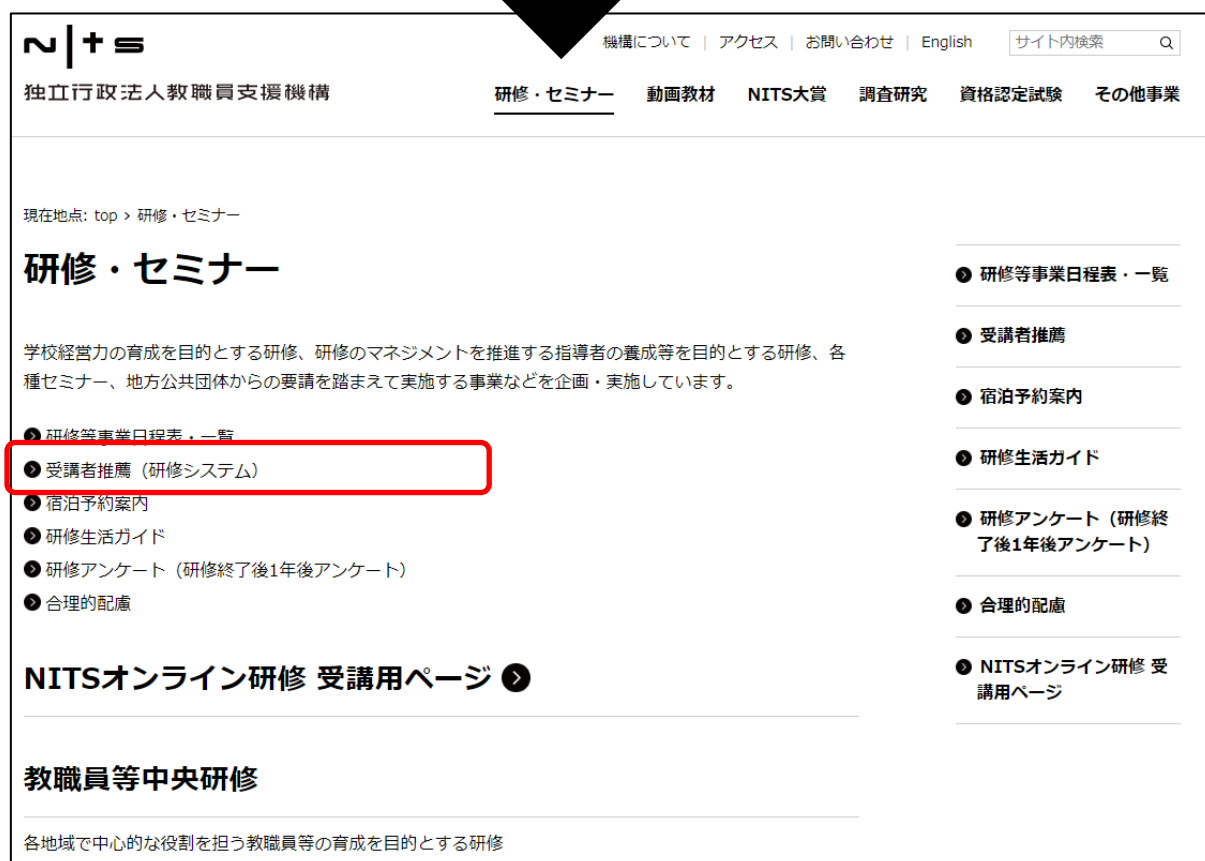 NITS
機構について | アクセス | お問い合わせ | English
サイト内検索
独立行政法人教職員支援機構
研修・セミナー 動画教材 NITS大賞 調査研究 資格認定試験 その他事業
現在地点: top › 研修・セミナー
研修・セミナー
学校経営力の育成を目的とする研修、研修のマネジメントを推進する指導者の養成等を目的とする研修、各
種セミナー、地方公共団体からの要請を踏まえて実施する事業などを企画・実施しています。
研修等事業日程表・一覧
受講者推薦（研修システム）
宿泊予約案内
研修生活ガイド
研修アンケート（研修終了後1年後アンケート）
合理的配慮
NITSオンライン研修 受講用ページ
教職員等中央研修
各地域で中心的な役割を担う教職員等の育成を目的とする研修
研修等事業日程表・一覧
受講者推薦
宿泊予約案内
研修生活ガイド
研修アンケート（研修終
了後1年後アンケート）
合理的配慮
NITSオンライン研修 受
講用ページ